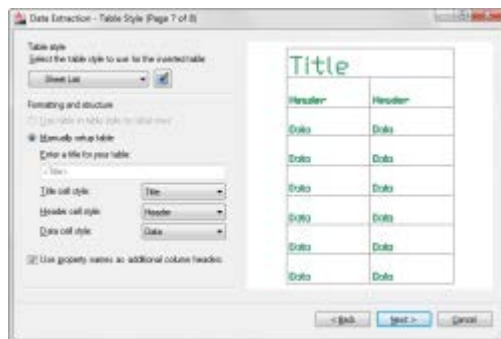 Data Extraction - Table Style (Page 7 of 8)
Table style
Select the table style to use for the inserted table:
Sheet List
Formatting and structure
Use table in table style for label rows
Manually setup table
Enter a title for your table:
<Title>
Title cell style:
Title
Header cell style:
Header
Data cell style:
Data
Use property names as additional column headers
Title
Header Header
Data Data
Data Data
Data Data
Data Data
Data Data
Data Data
< Back Next > Cancel